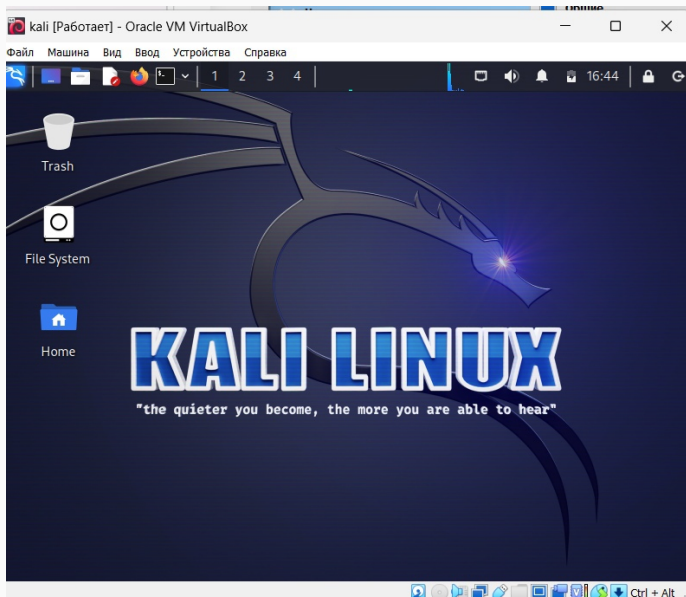 Общие
kali [Работает] - Oracle VM VirtualBox
Файл Машина Вид Ввод Устройства Справка
1 2 3 4 16:44
Trash
File System
Home
KALI LINUX
"the quieter you become, the more you are able to hear"
Ctrl + Alt